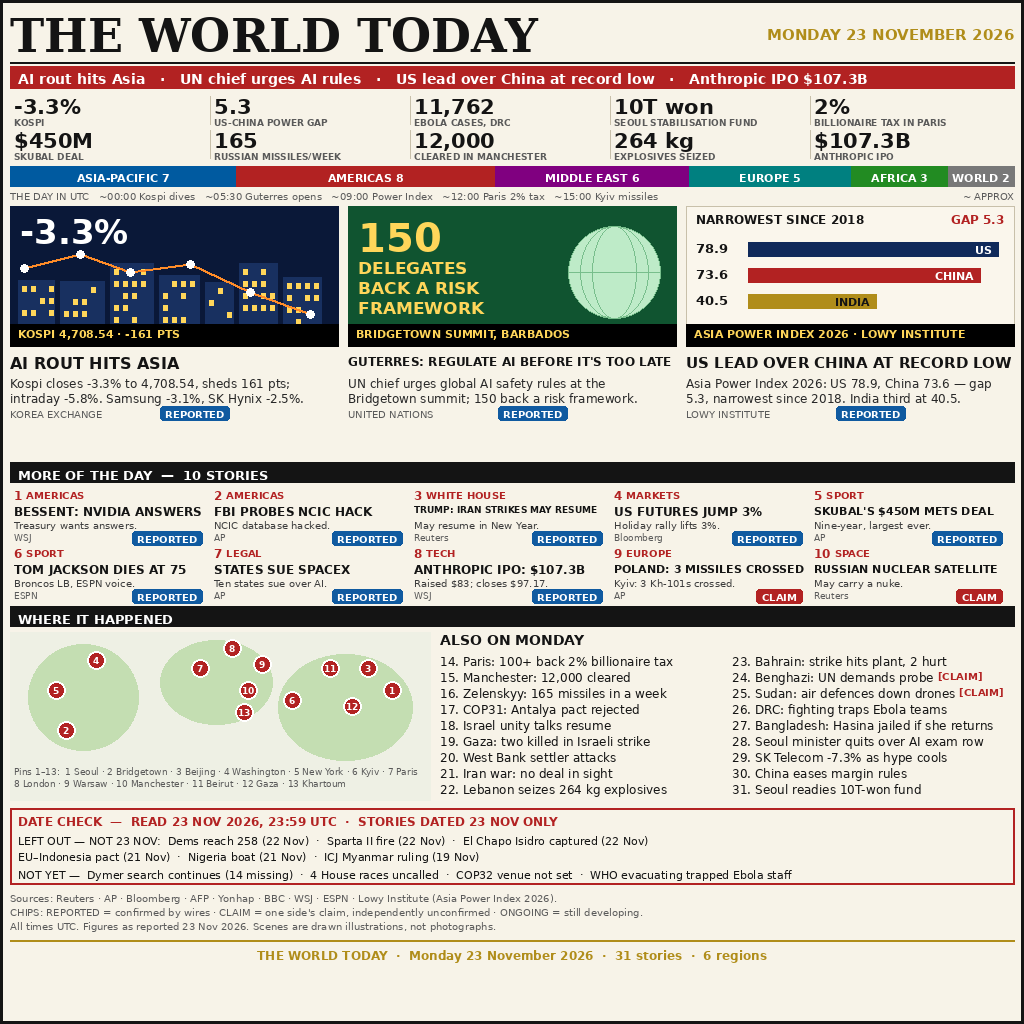 THE WORLD TODAY
MONDAY 23 NOVEMBER 2026
AI rout hits Asia · UN chief urges AI rules · US lead over China at record low · Anthropic IPO $107.3B
-3.3%
KOSPI
5.3
US-CHINA POWER GAP
11,762
EBOLA CASES, DRC
10T won
SEOUL STABILISATION FUND
2%
BILLIONAIRE TAX IN PARIS
$450M
SKUBAL DEAL
165
RUSSIAN MISSILES/WEEK
12,000
CLEARED IN MANCHESTER
264 kg
EXPLOSIVES SEIZED
$107.3B
ANTHROPIC IPO
ASIA-PACIFIC 7
AMERICAS 8
MIDDLE EAST 6
EUROPE 5
AFRICA 3
WORLD 2
THE DAY IN UTC ~00:00 Kospi dives ~05:30 Guterres opens ~09:00 Power Index ~12:00 Paris 2% tax ~15:00 Kyiv missiles
~ APPROX
-3.3%
KOSPI 4,708.54 · -161 PTS
150
DELEGATES
BACK A RISK
FRAMEWORK
BRIDGETOWN SUMMIT, BARBADOS
NARROWEST SINCE 2018
GAP 5.3
78.9
US
73.6
CHINA
40.5
INDIA
ASIA POWER INDEX 2026 · LOWY INSTITUTE
AI ROUT HITS ASIA
Kospi closes -3.3% to 4,708.54, sheds 161 pts;
intraday -5.8%. Samsung -3.1%, SK Hynix -2.5%.
KOREA EXCHANGE
REPORTED
GUTERRES: REGULATE AI BEFORE IT'S TOO LATE
UN chief urges global AI safety rules at the
Bridgetown summit; 150 back a risk framework.
UNITED NATIONS
REPORTED
US LEAD OVER CHINA AT RECORD LOW
Asia Power Index 2026: US 78.9, China 73.6 — gap
5.3, narrowest since 2018. India third at 40.5.
LOWY INSTITUTE
REPORTED
MORE OF THE DAY — 10 STORIES
1 AMERICAS
BESSENT: NVIDIA ANSWERS
Treasury wants answers.
WSJ
REPORTED
2 AMERICAS
FBI PROBES NCIC HACK
NCIC database hacked.
AP
REPORTED
3 WHITE HOUSE
TRUMP: IRAN STRIKES MAY RESUME
May resume in New Year.
Reuters
REPORTED
4 MARKETS
US FUTURES JUMP 3%
Holiday rally lifts 3%.
Bloomberg
REPORTED
5 SPORT
SKUBAL'S $450M METS DEAL
Nine-year, largest ever.
AP
REPORTED
6 SPORT
TOM JACKSON DIES AT 75
Broncos LB, ESPN voice.
ESPN
REPORTED
7 LEGAL
STATES SUE SPACEX
Ten states sue over AI.
AP
REPORTED
8 TECH
ANTHROPIC IPO: $107.3B
Raised $83; closes $97.17.
WSJ
REPORTED
9 EUROPE
POLAND: 3 MISSILES CROSSED
Kyiv: 3 Kh-101s crossed.
AP
CLAIM
10 SPACE
RUSSIAN NUCLEAR SATELLITE
May carry a nuke.
Reuters
CLAIM
WHERE IT HAPPENED
4
5
2
8
7
9
10
13
6
11
3
1
12
Pins 1–13: 1 Seoul · 2 Bridgetown · 3 Beijing · 4 Washington · 5 New York · 6 Kyiv · 7 Paris
8 London · 9 Warsaw · 10 Manchester · 11 Beirut · 12 Gaza · 13 Khartoum
ALSO ON MONDAY
14. Paris: 100+ back 2% billionaire tax
15. Manchester: 12,000 cleared
16. Zelenskyy: 165 missiles in a week
17. COP31: Antalya pact rejected
18. Israel unity talks resume
19. Gaza: two killed in Israeli strike
20. West Bank settler attacks
21. Iran war: no deal in sight
22. Lebanon seizes 264 kg explosives
23. Bahrain: strike hits plant, 2 hurt
24. Benghazi: UN demands probe [CLAIM]
25. Sudan: air defences down drones [CLAIM]
26. DRC: fighting traps Ebola teams
27. Bangladesh: Hasina jailed if she returns
28. Seoul minister quits over AI exam row
29. SK Telecom -7.3% as hype cools
30. China eases margin rules
31. Seoul readies 10T-won fund
DATE CHECK — READ 23 NOV 2026, 23:59 UTC · STORIES DATED 23 NOV ONLY
LEFT OUT — NOT 23 NOV: Dems reach 258 (22 Nov) · Sparta II fire (22 Nov) · El Chapo Isidro captured (22 Nov)
EU–Indonesia pact (21 Nov) · Nigeria boat (21 Nov) · ICJ Myanmar ruling (19 Nov)
NOT YET — Dymer search continues (14 missing) · 4 House races uncalled · COP32 venue not set · WHO evacuating trapped Ebola staff
Sources: Reuters · AP · Bloomberg · AFP · Yonhap · BBC · WSJ · ESPN · Lowy Institute (Asia Power Index 2026).
CHIPS: REPORTED = confirmed by wires · CLAIM = one side's claim, independently unconfirmed · ONGOING = still developing.
All times UTC. Figures as reported 23 Nov 2026. Scenes are drawn illustrations, not photographs.
THE WORLD TODAY · Monday 23 November 2026 · 31 stories · 6 regions